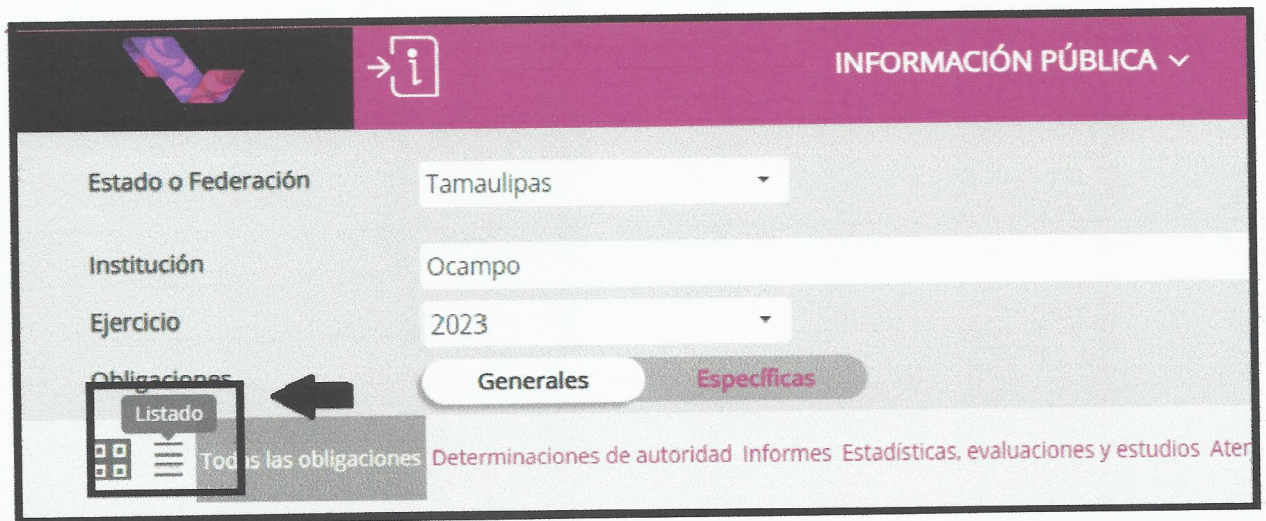 INFORMACIÓN PÚBLICA
Estado o Federación Tamaulipas
Institución Ocampo
Ejercicio 2023
Obligaciones Generales Específicas
Listado
Todas las obligaciones Determinaciones de autoridad Informes Estadísticas, evaluaciones y estudios Aten